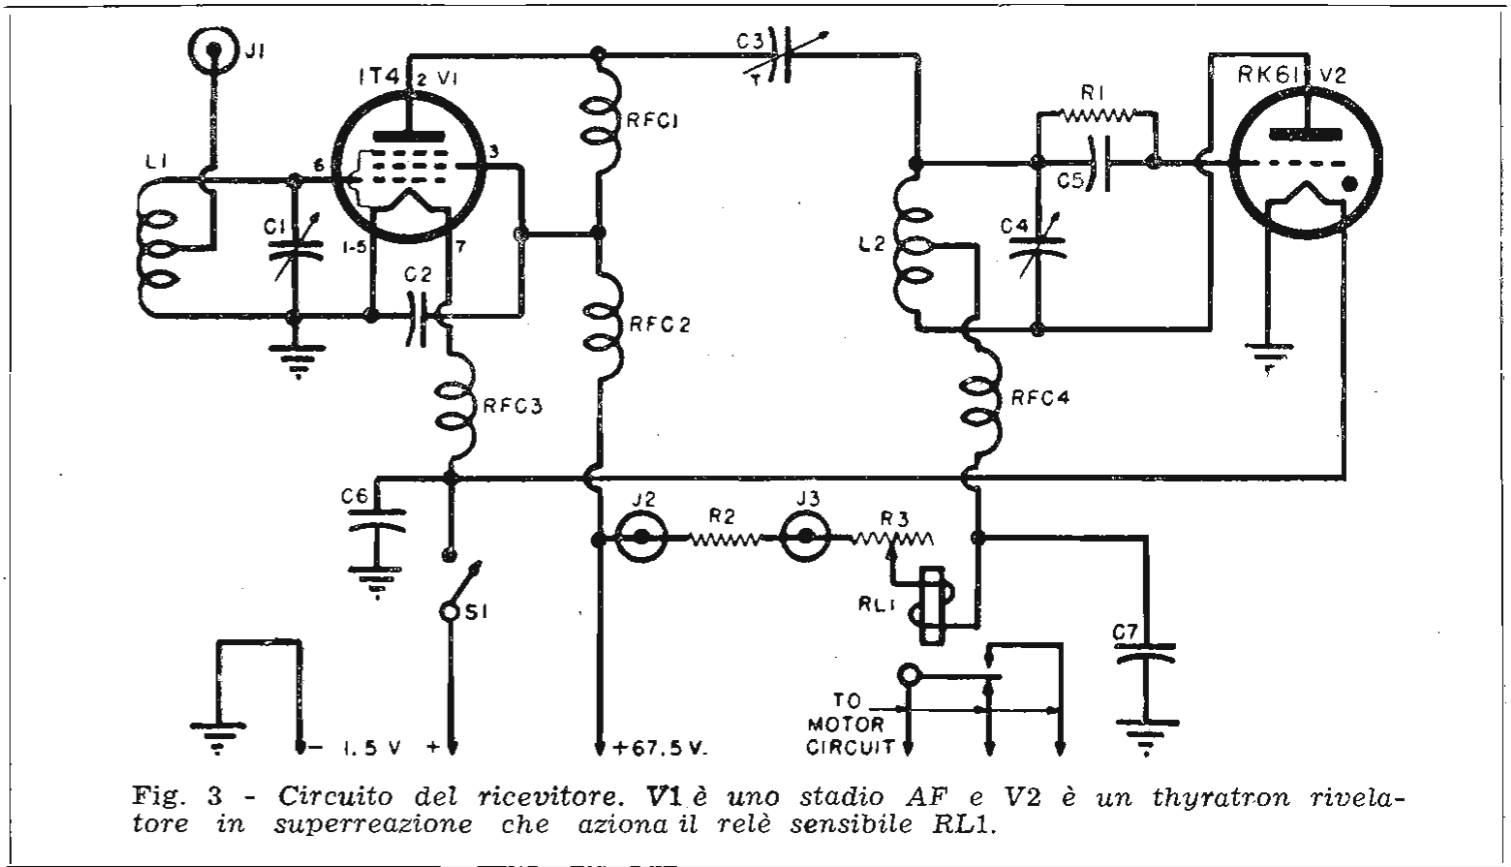 J1
1T4 2 V1
C3
T
RK61 V2
R1
RFC1
L1
6
3
C5
C1
C4
L2
1-5
7
C2
RFC2
RFC3
RFC4
C6
J2
R2
J3
R3
S1
RL1
C7
TO
MOTOR
CIRCUIT
- 1.5 V +
+67.5V.
Fig. 3 - Circuito del ricevitore. V1 è uno stadio AF e V2 è un thyratron rivela-
tore in superreazione che aziona il relè sensibile RL1.